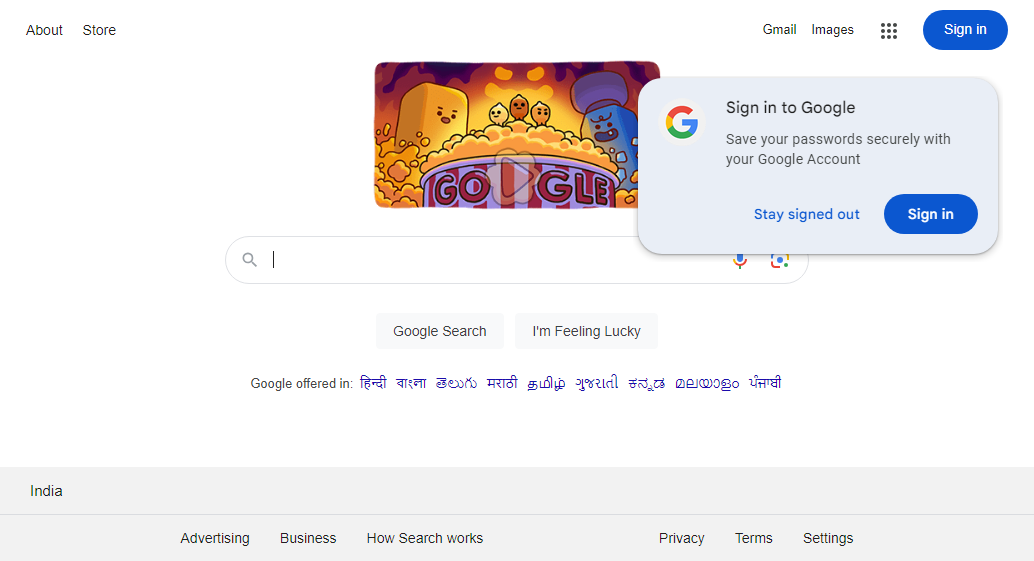 About Store
Gmail Images
Sign in
GOOGLE
Sign in to Google
Save your passwords securely with
your Google Account
Stay signed out
Sign in
Google Search
I'm Feeling Lucky
Google offered in: हिन्दी বাংলা తెలుగు मराठी தமிழ் ગુજરાતી ಕನ್ನಡ മലയാളം ਪੰਜਾਬੀ
India
Advertising Business How Search works
Privacy Terms Settings